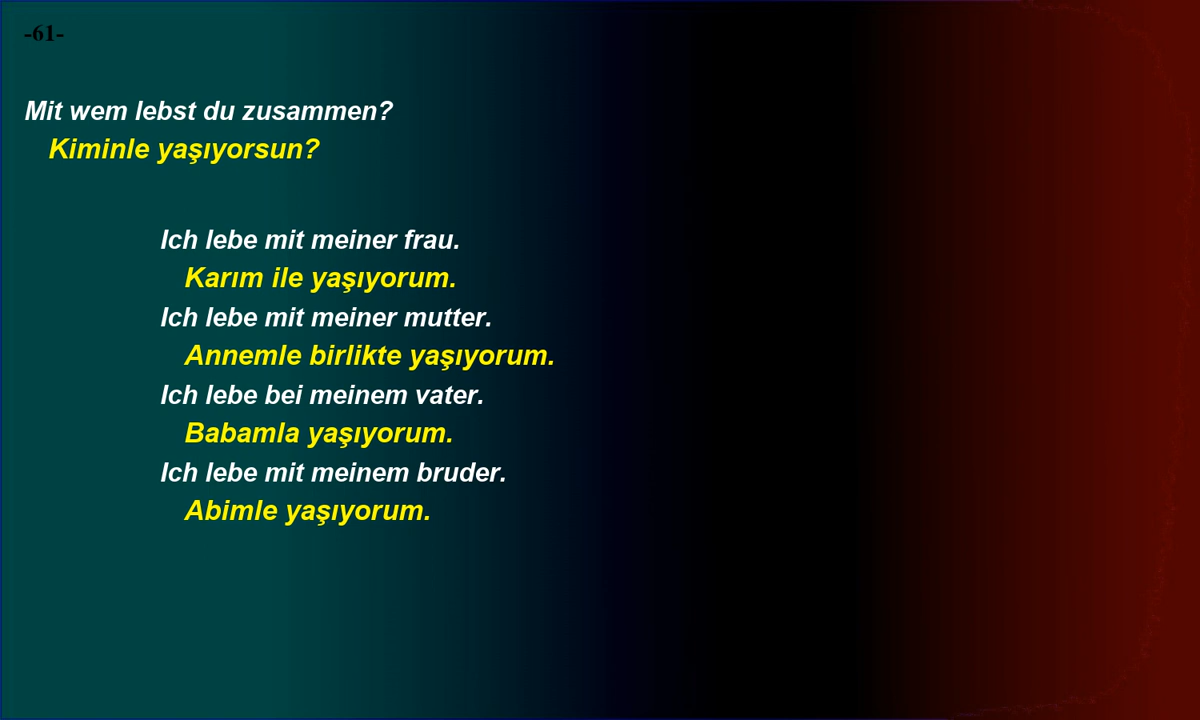 -61-
Mit wem lebst du zusammen?
Kiminle yaşıyorsun?
Ich lebe mit meiner frau.
Karım ile yaşıyorum.
Ich lebe mit meiner mutter.
Annemle birlikte yaşıyorum.
Ich lebe bei meinem vater.
Babamla yaşıyorum.
Ich lebe mit meinem bruder.
Abimle yaşıyorum.